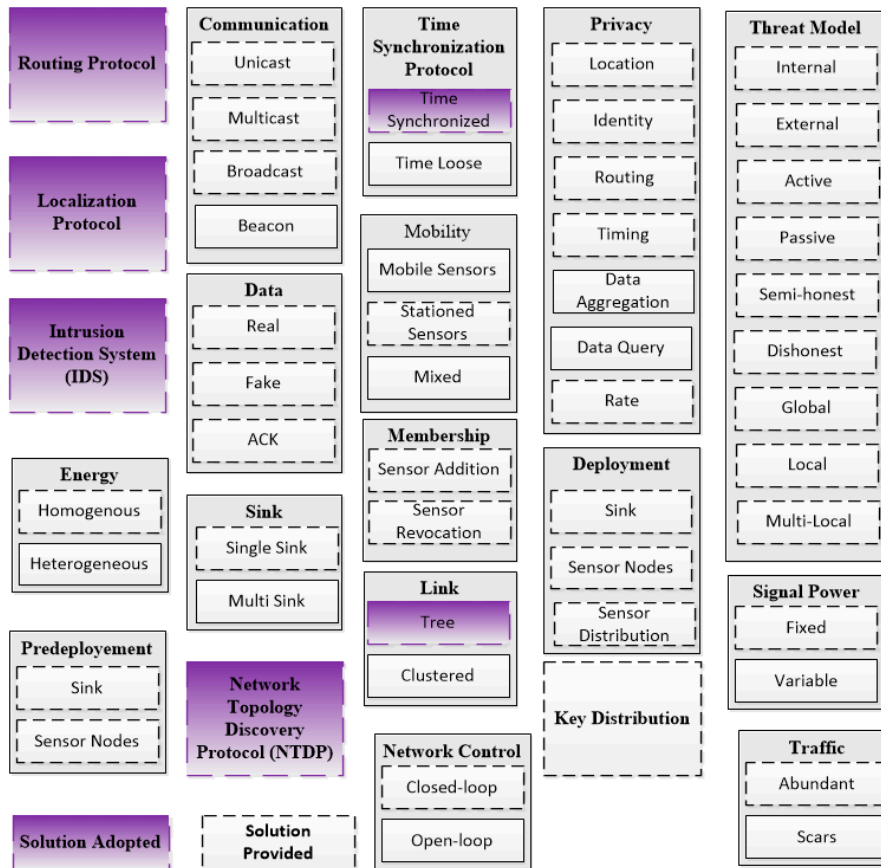 Routing Protocol
Localization
Protocol
Intrusion
Detection System
(IDS)
Energy
Homogenous
Heterogeneous
Predeployement
Sink
Sensor Nodes
Solution Adopted
Communication
Unicast
Multicast
Broadcast
Beacon
Data
Real
Fake
ACK
Sink
Single Sink
Multi Sink
Network
Topology
Discovery
Protocol (NTDP)
Solution
Provided
Time
Synchronization
Protocol
Time
Synchronized
Time Loose
Mobility
Mobile Sensors
Stationed
Sensors
Mixed
Membership
Sensor Addition
Sensor
Revocation
Link
Tree
Clustered
Network Control
Closed-loop
Open-loop
Privacy
Location
Identity
Routing
Timing
Data
Aggregation
Data Query
Rate
Deployment
Sink
Sensor Nodes
Sensor
Distribution
Key Distribution
Threat Model
Internal
External
Active
Passive
Semi-honest
Dishonest
Global
Local
Multi-Local
Signal Power
Fixed
Variable
Traffic
Abundant
Scars